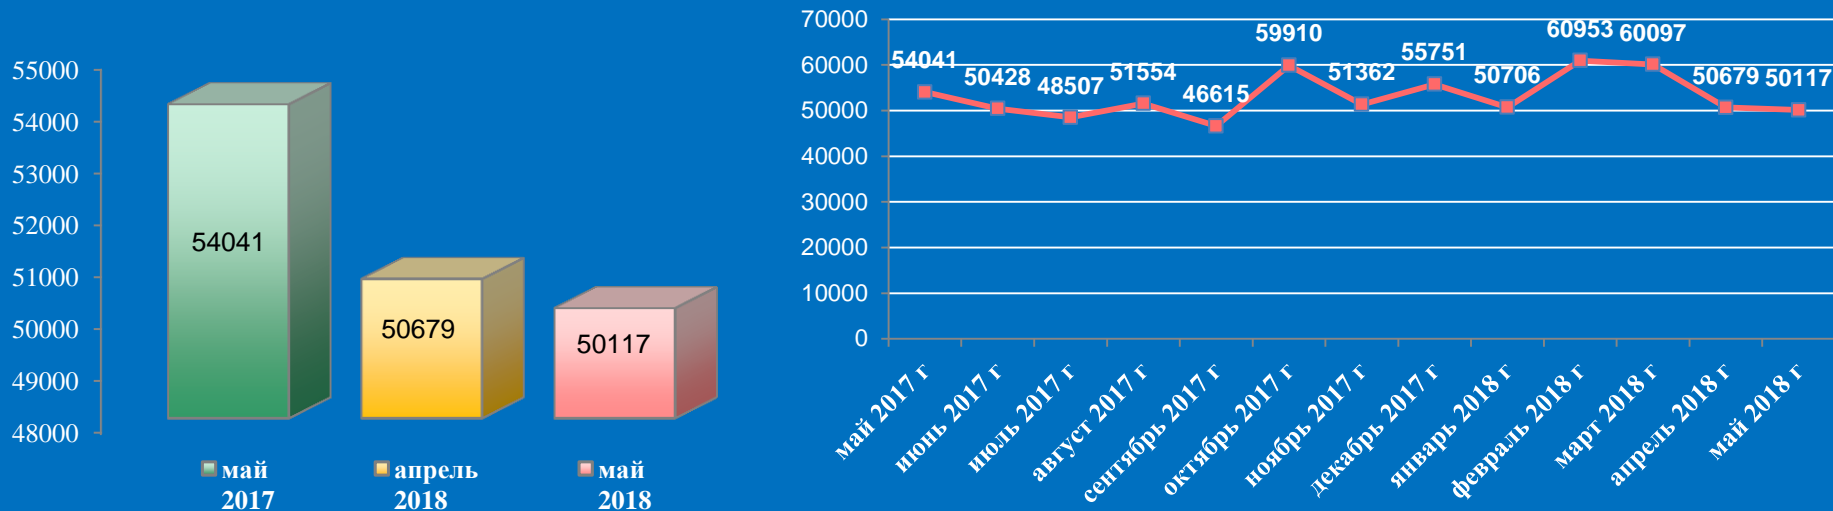 55000
54000
53000
52000
51000
50000
49000
48000
54041
50679
50117
май 2017
апрель 2018
май 2018
70000
60000
50000
40000
30000
20000
10000
0
54041
50428
48507
51554
46615
59910
51362
55751
50706
60953
60097
50679
50117
май 2017 г
июнь 2017 г
июль 2017 г
август 2017 г
сентябрь 2017 г
октябрь 2017 г
ноябрь 2017 г
декабрь 2017 г
январь 2018 г
февраль 2018 г
март 2018 г
апрель 2018 г
май 2018 г